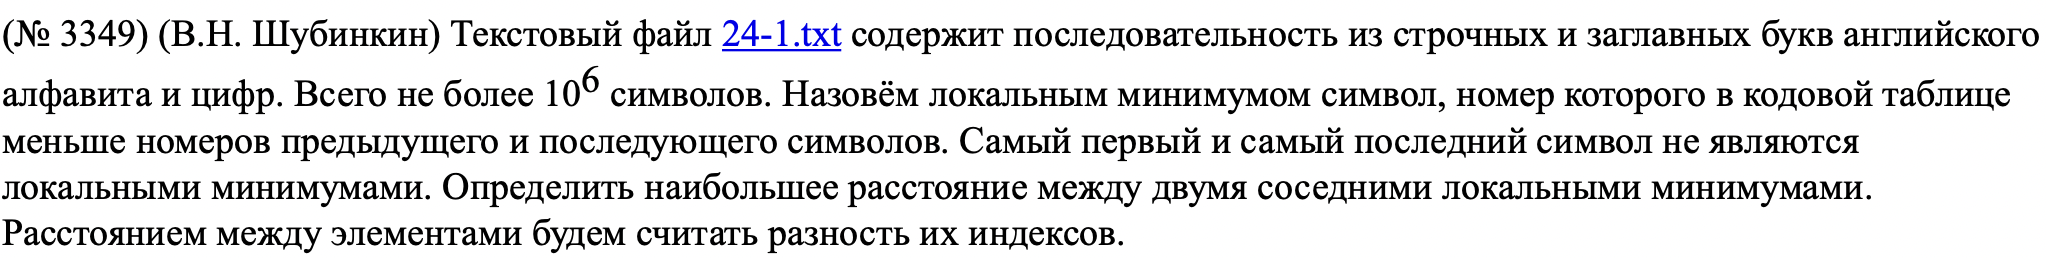 (№ 3349) (В.Н. Шубинкин) Текстовый файл 24-1.txt содержит последовательность из строчных и заглавных букв английского
алфавита и цифр. Всего не более 10⁶ символов. Назовём локальным минимумом символ, номер которого в кодовой таблице
меньше номеров предыдущего и последующего символов. Самый первый и самый последний символ не являются
локальными минимумами. Определить наибольшее расстояние между двумя соседними локальными минимумами.
Расстоянием между элементами будем считать разность их индексов.